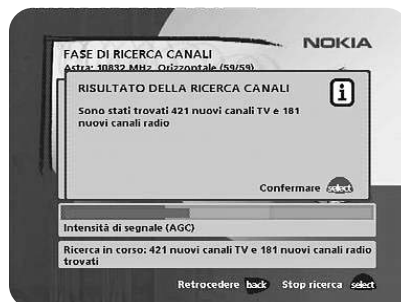 NOKIA
FASE DI RICERCA CANALI
Astra: 10832 MHz, Orizzontale (59/59)
RISULTATO DELLA RICERCA CANALI
Sono stati trovati 421 nuovi canali TV e 181
nuovi canali radio
Confermare select
Intensità di segnale (AGC)
Ricerca in corso: 421 nuovi canali TV e 181 nuovi canali radio
trovati
Retrocedere back Stop ricerca select